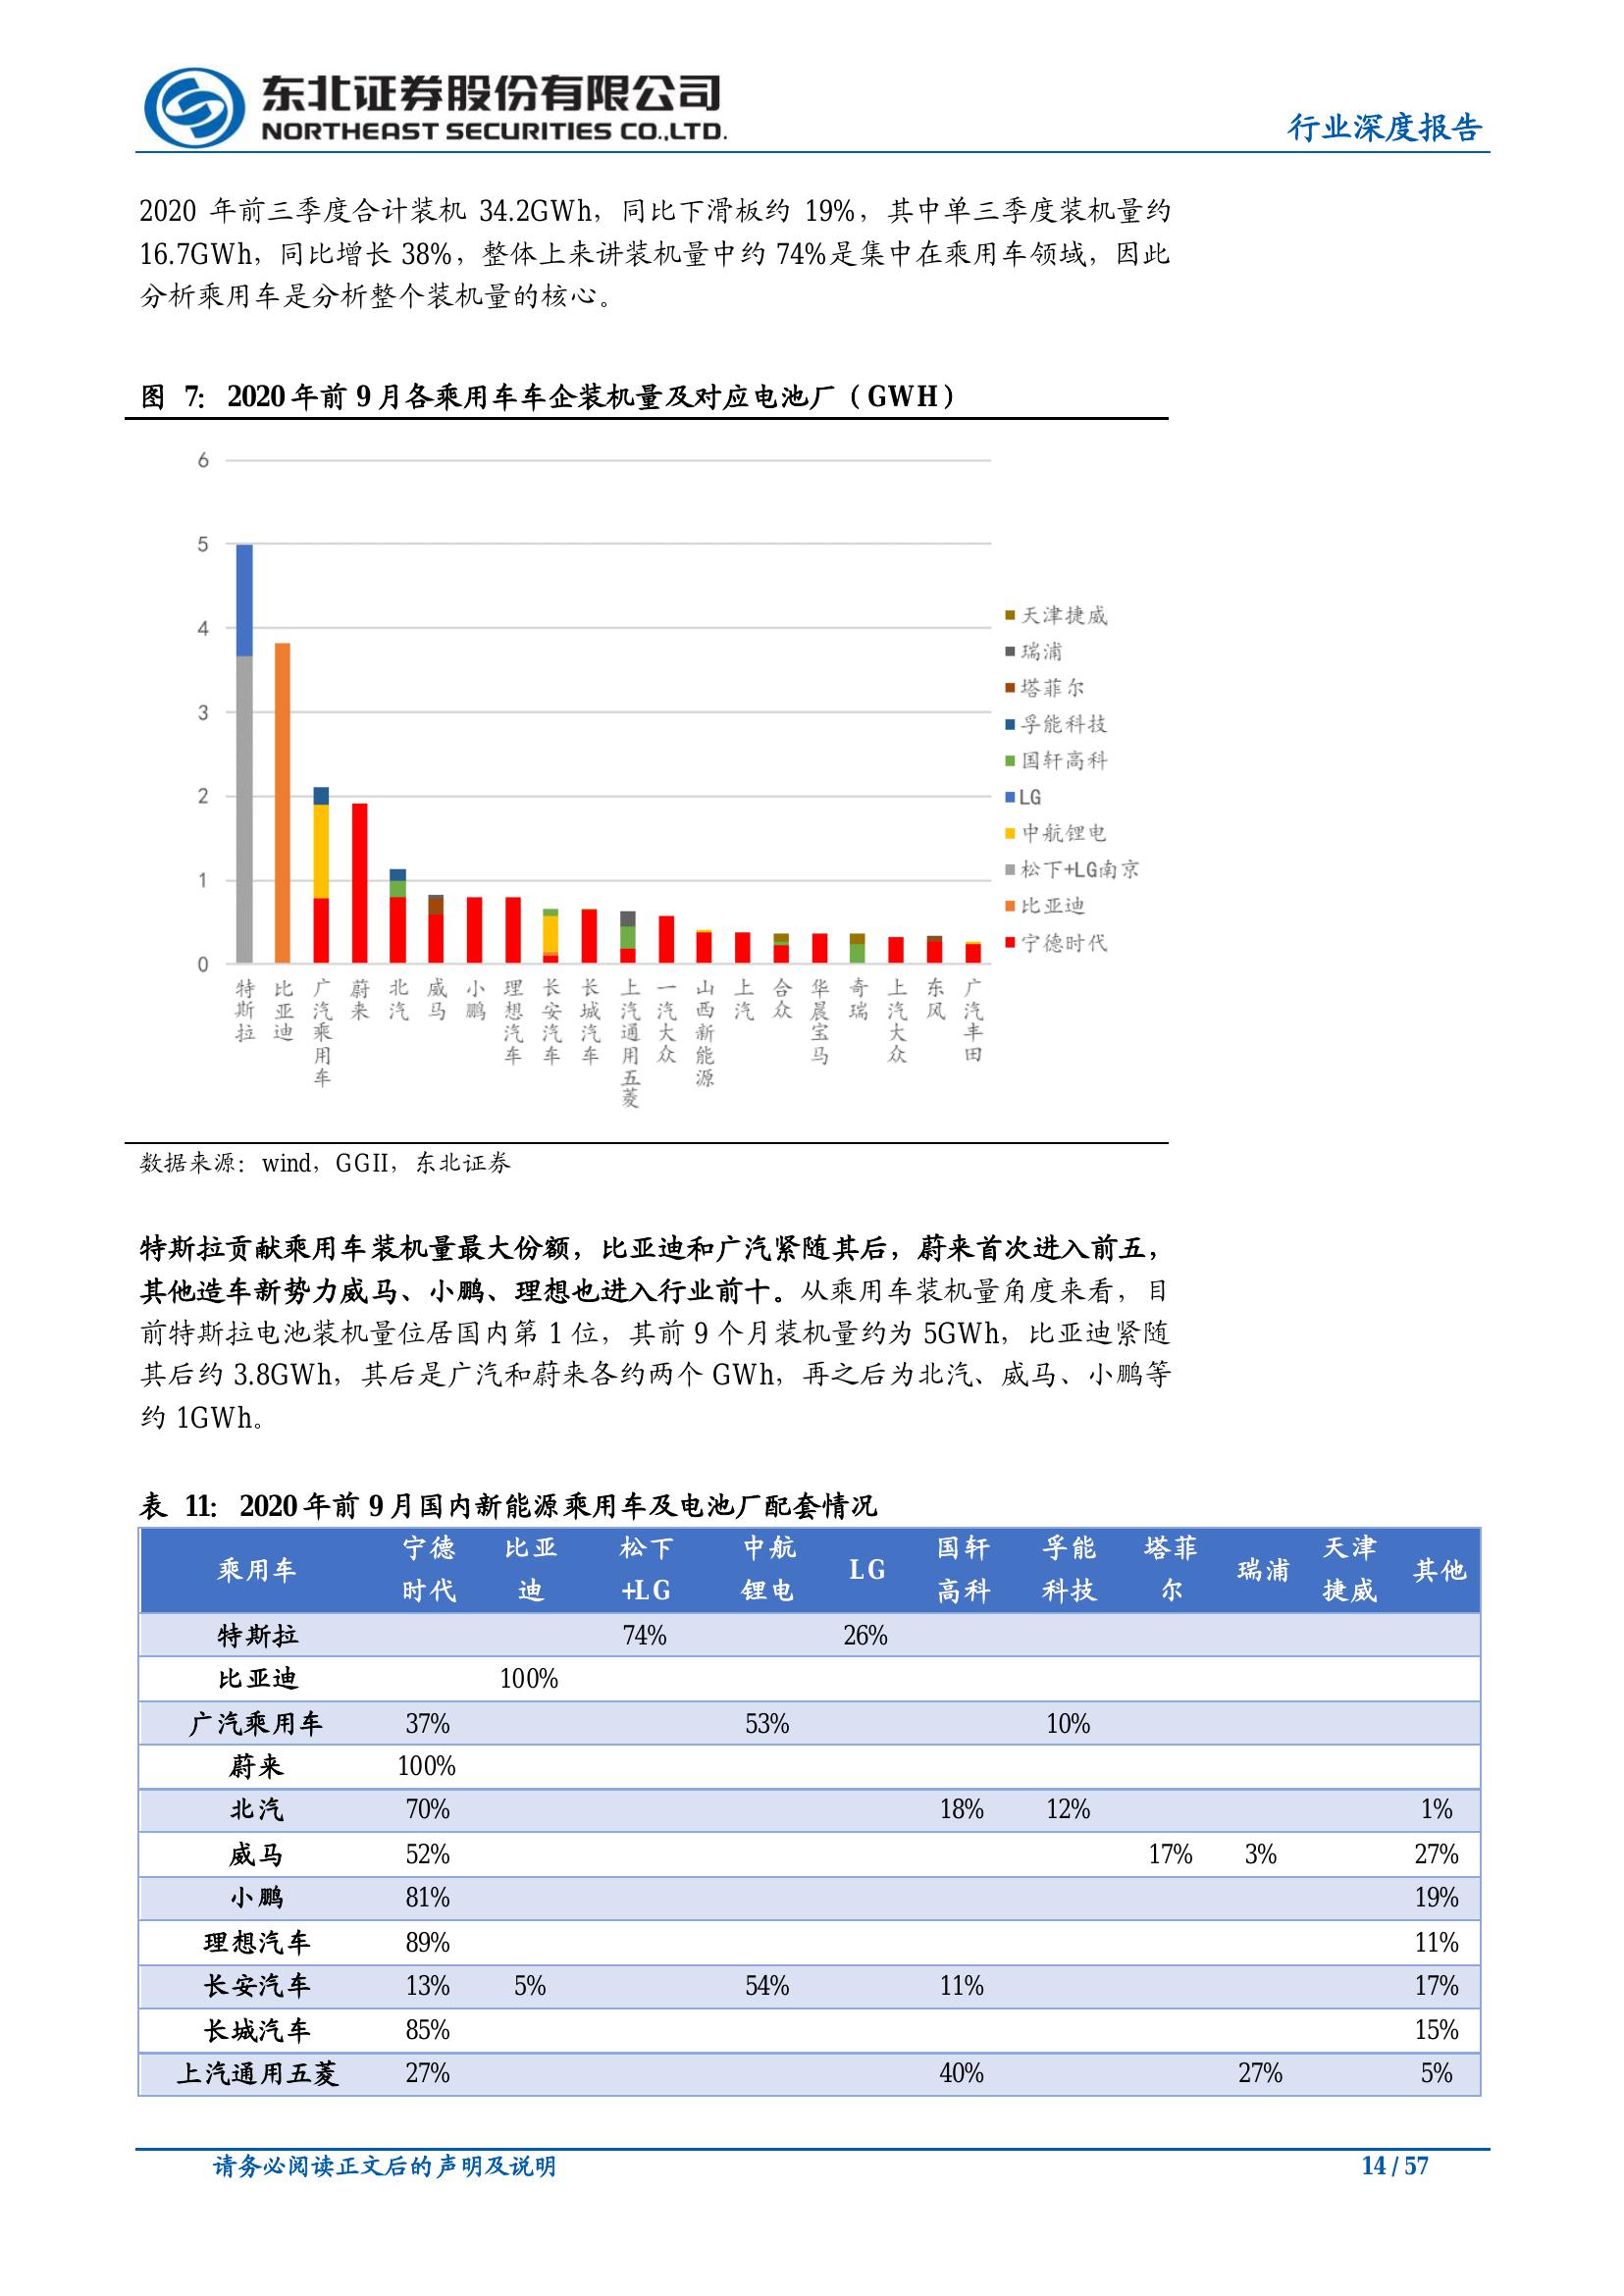 东北证券股份有限公司
NORTHEAST SECURITIES CO.,LTD.
行业深度报告
2020 年前三季度合计装机 34.2GWh，同比下滑板约 19%，其中单三季度装机量约
16.7GWh，同比增长 38%，整体上来讲装机量中约 74%是集中在乘用车领域，因此
分析乘用车是分析整个装机量的核心。
图 7：2020 年前 9 月各乘用车车企装机量及对应电池厂（GWH）
6
5
4
3
2
1
0
特斯拉
比亚迪
广汽乘用车
蔚来
北汽
威马
小鹏
理想汽车
长安汽车
长城汽车
上汽通用五菱
一汽大众
山西新能源
上汽
合众
华晨宝马
奇瑞
上汽大众
东风
广汽丰田
天津捷威
瑞浦
塔菲尔
孚能科技
国轩高科
LG
中航锂电
松下+LG南京
比亚迪
宁德时代
数据来源：wind，GGII，东北证券
特斯拉贡献乘用车装机量最大份额，比亚迪和广汽紧随其后，蔚来首次进入前五，
其他造车新势力威马、小鹏、理想也进入行业前十。从乘用车装机量角度来看，目
前特斯拉电池装机量位居国内第 1 位，其前 9 个月装机量约为 5GWh，比亚迪紧随
其后约 3.8GWh，其后是广汽和蔚来各约两个 GWh，再之后为北汽、威马、小鹏等
约 1GWh。
表 11：2020 年前 9 月国内新能源乘用车及电池厂配套情况
乘用车 宁德时代 比亚迪 松下+LG 中航锂电 LG 国轩高科 孚能科技 塔菲尔 瑞浦 天津捷威 其他
特斯拉 74% 26%
比亚迪 100%
广汽乘用车 37% 53% 10%
蔚来 100%
北汽 70% 18% 12% 1%
威马 52% 17% 3% 27%
小鹏 81% 19%
理想汽车 89% 11%
长安汽车 13% 5% 54% 11% 17%
长城汽车 85% 15%
上汽通用五菱 27% 40% 27% 5%
请务必阅读正文后的声明及说明
14 / 57